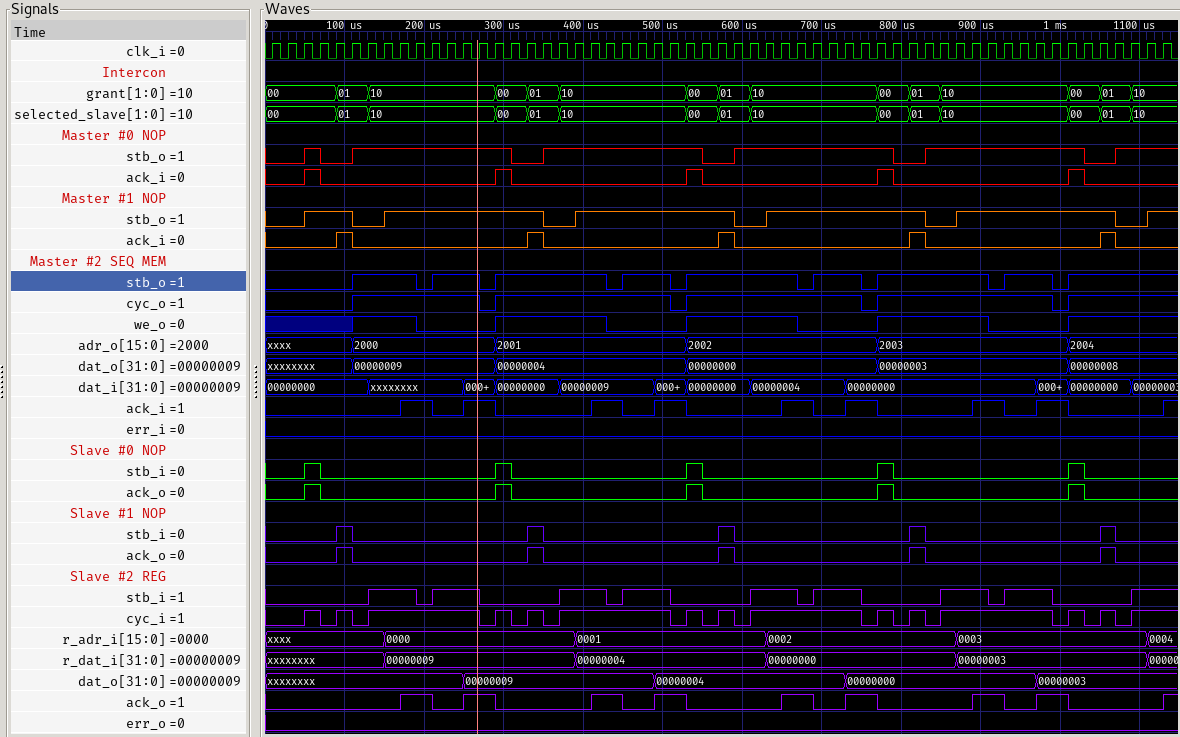 Signals Waves
Time 0 100 us 200 us 300 us 400 us 500 us 600 us 700 us 800 us 900 us 1 ms 1100 us
clk_i =0
Intercon
grant[1:0] =10 00 01 10 00 01 10 00 01 10 00 01 10 00 01 10
selected_slave[1:0] =10 00 01 10 00 01 10 00 01 10 00 01 10 00 01 10
Master #0 NOP
stb_o =1
ack_i =0
Master #1 NOP
stb_o =1
ack_i =0
Master #2 SEQ MEM
stb_o =1
cyc_o =1
we_o =0
adr_o[15:0] =2000 xxxx 2000 2001 2002 2003 2004
dat_o[31:0] =00000009 xxxxxxxx 00000009 00000004 00000000 00000003 00000008
dat_i[31:0] =00000009 00000000 xxxxxxxx 000+ 00000000 00000009 000+ 00000000 00000004 00000000 000+ 00000000 00000003
ack_i =1
err_i =0
Slave #0 NOP
stb_i =0
ack_o =0
Slave #1 NOP
stb_i =0
ack_o =0
Slave #2 REG
stb_i =1
cyc_i =1
r_adr_i[15:0] =0000 xxxx 0000 0001 0002 0003 0004
r_dat_i[31:0] =00000009 xxxxxxxx 00000009 00000004 00000000 00000003 00000
dat_o[31:0] =00000009 xxxxxxxx 00000009 00000004 00000000 00000003
ack_o =1
err_o =0